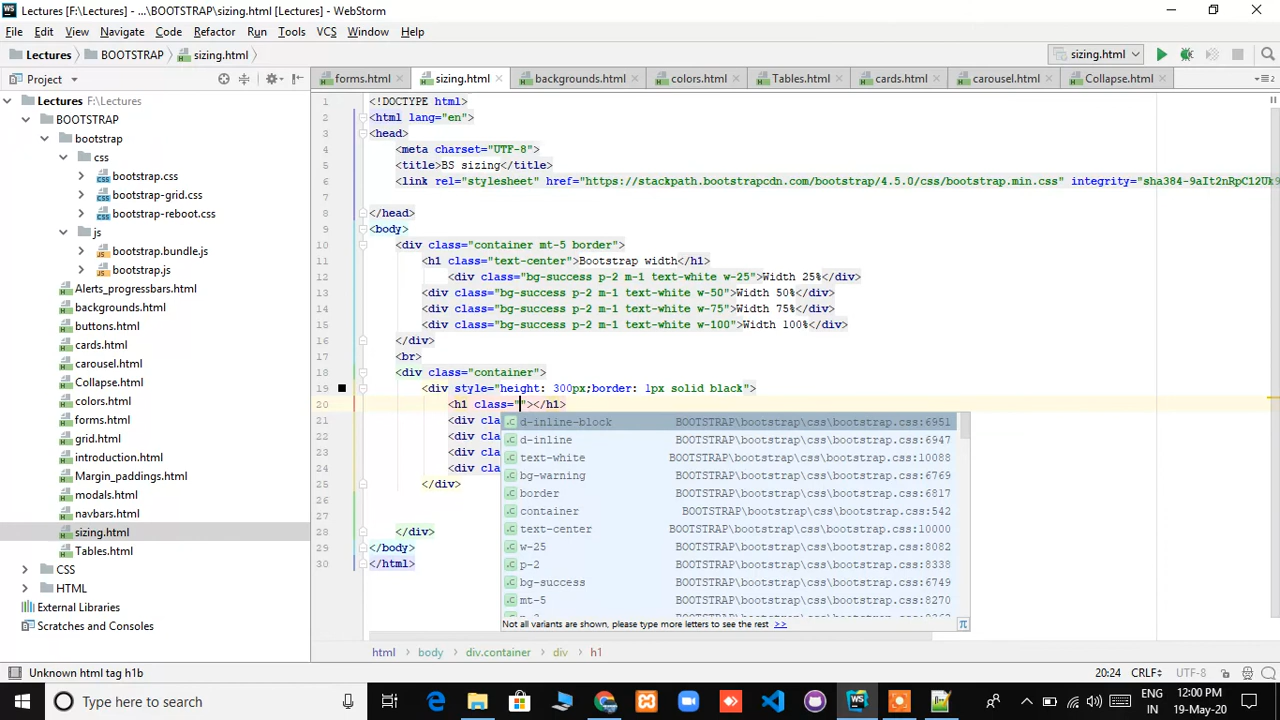 Lectures [F:\Lectures] - ...\BOOTSTRAP\sizing.html [Lectures] - WebStorm
File Edit View Navigate Code Refactor Run Tools VCS Window Help
Lectures BOOTSTRAP sizing.html sizing.html
Project forms.html sizing.html backgrounds.html colors.html Tables.html cards.html carousel.html Collapse.html
Lectures F:\Lectures
BOOTSTRAP
bootstrap
css
bootstrap.css
bootstrap-grid.css
bootstrap-reboot.css
js
bootstrap.bundle.js
bootstrap.js
Alerts_progressbars.html
backgrounds.html
buttons.html
cards.html
carousel.html
Collapse.html
colors.html
forms.html
grid.html
introduction.html
Margin_paddings.html
modals.html
navbars.html
sizing.html
Tables.html
CSS
HTML
External Libraries
Scratches and Consoles
1 <!DOCTYPE html>
2 <html lang="en">
3 <head>
4 <meta charset="UTF-8">
5 <title>BS sizing</title>
6 <link rel="stylesheet" href="https://stackpath.bootstrapcdn.com/bootstrap/4.5.0/css/bootstrap.min.css" integrity="sha384-9aIt2nRpC12Uk9
7
8 </head>
9 <body>
10 <div class="container mt-5 border">
11 <h1 class="text-center">Bootstrap width</h1>
12 <div class="bg-success p-2 m-1 text-white w-25">Width 25%</div>
13 <div class="bg-success p-2 m-1 text-white w-50">Width 50%</div>
14 <div class="bg-success p-2 m-1 text-white w-75">Width 75%</div>
15 <div class="bg-success p-2 m-1 text-white w-100">Width 100%</div>
16 </div>
17 <br>
18 <div class="container">
19 <div style="height: 300px;border: 1px solid black">
20 <h1 class=""></h1>
21 <div cla
22 <div cla
23 <div cla
24 <div cla
25 </div>
26
27
28 </div>
29 </body>
30 </html>
d-inline-block BOOTSTRAP\bootstrap\css\bootstrap.css:6951
d-inline BOOTSTRAP\bootstrap\css\bootstrap.css:6947
text-white BOOTSTRAP\bootstrap\css\bootstrap.css:10088
bg-warning BOOTSTRAP\bootstrap\css\bootstrap.css:6769
border BOOTSTRAP\bootstrap\css\bootstrap.css:6817
container BOOTSTRAP\bootstrap\css\bootstrap.css:542
text-center BOOTSTRAP\bootstrap\css\bootstrap.css:10000
w-25 BOOTSTRAP\bootstrap\css\bootstrap.css:8082
p-2 BOOTSTRAP\bootstrap\css\bootstrap.css:8338
bg-success BOOTSTRAP\bootstrap\css\bootstrap.css:6749
mt-5 BOOTSTRAP\bootstrap\css\bootstrap.css:8270
Not all variants are shown, please type more letters to see the rest >>
html body div.container div h1
Unknown html tag h1b 20:24 CRLF UTF-8
Type here to search
ENG
IN
12:00 PM
19-May-20